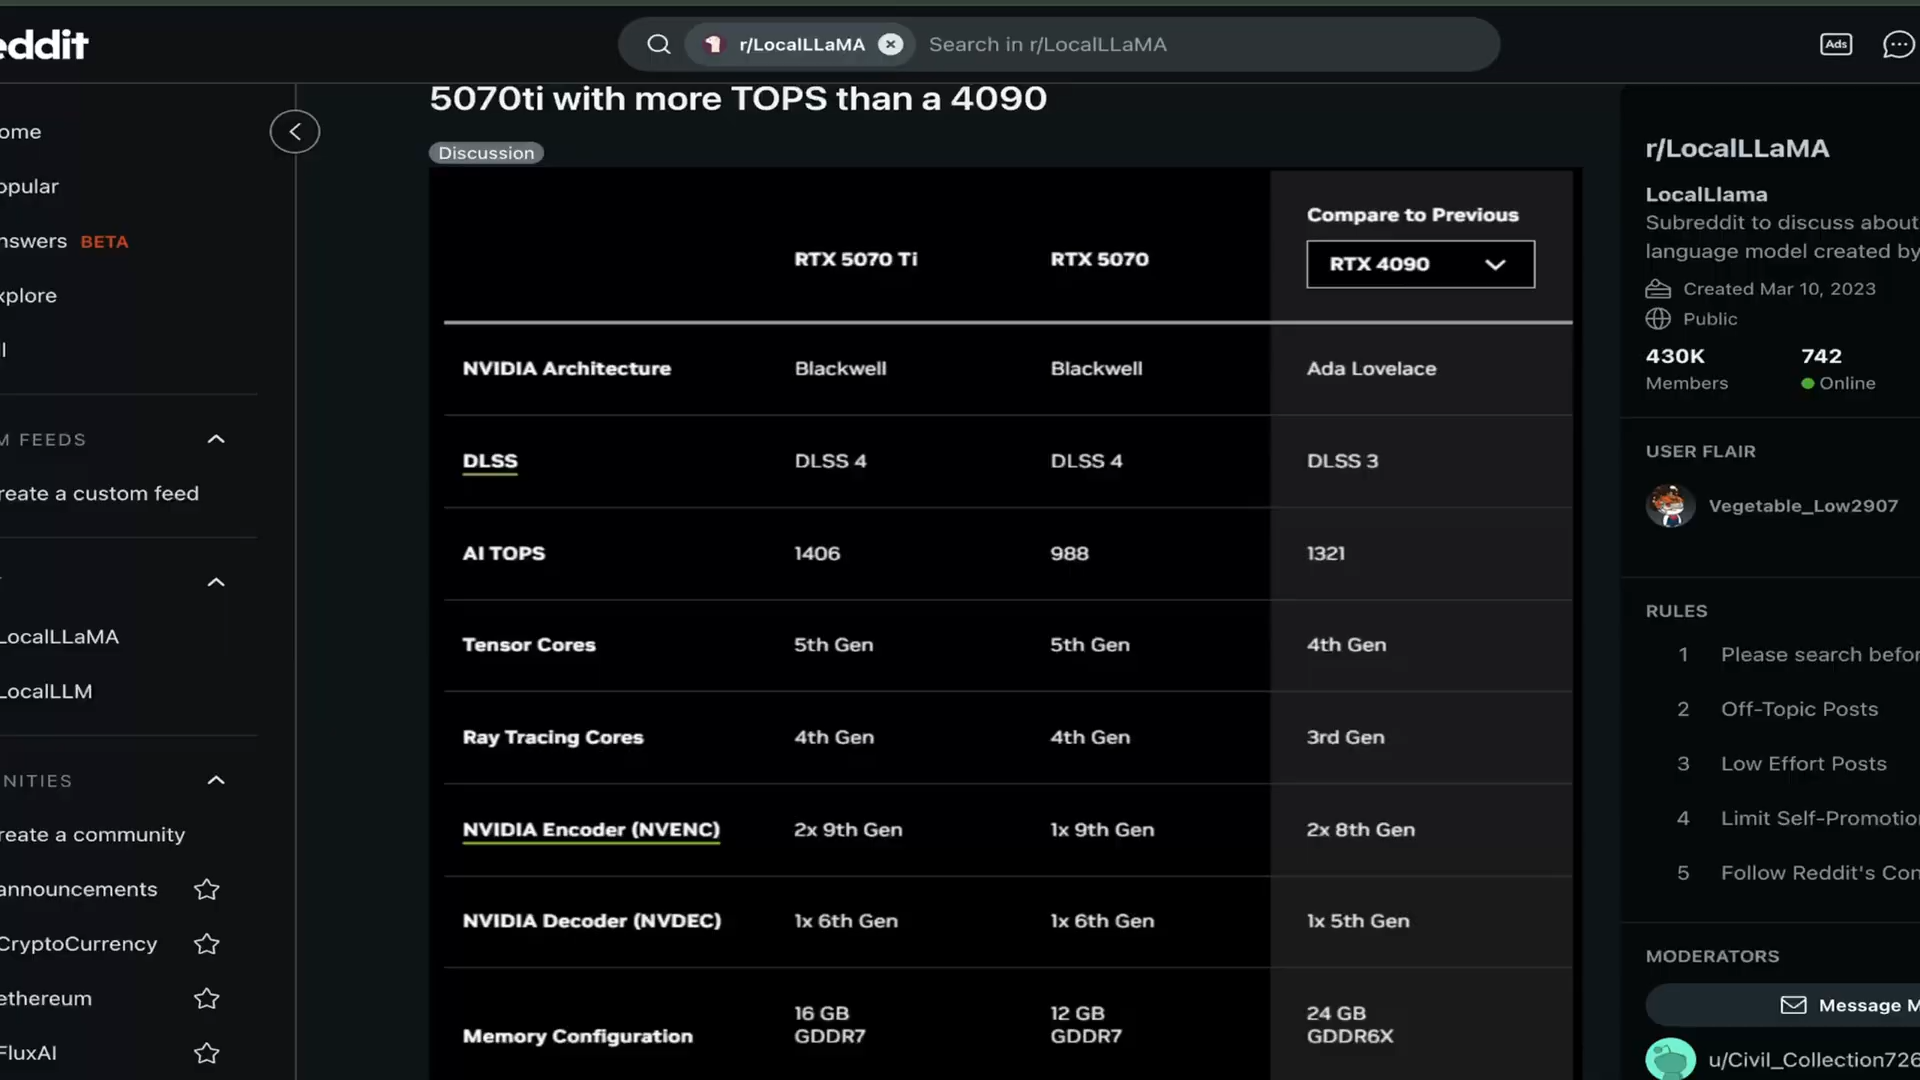 eddit
r/LocalLLaMA
Search in r/LocalLLaMA
Ads
ome
opular
nswers BETA
xplore
ll
M FEEDS
reate a custom feed
LocalLLaMA
LocalLLM
NITIES
reate a community
announcements
CryptoCurrency
ethereum
FluxAI
5070ti with more TOPS than a 4090
Discussion
Compare to Previous
RTX 5070 Ti RTX 5070 RTX 4090
NVIDIA Architecture Blackwell Blackwell Ada Lovelace
DLSS DLSS 4 DLSS 4 DLSS 3
AI TOPS 1406 988 1321
Tensor Cores 5th Gen 5th Gen 4th Gen
Ray Tracing Cores 4th Gen 4th Gen 3rd Gen
NVIDIA Encoder (NVENC) 2x 9th Gen 1x 9th Gen 2x 8th Gen
NVIDIA Decoder (NVDEC) 1x 6th Gen 1x 6th Gen 1x 5th Gen
Memory Configuration 16 GB GDDR7 12 GB GDDR7 24 GB GDDR6X
r/LocalLLaMA
LocalLlama
Subreddit to discuss about
language model created by
Created Mar 10, 2023
Public
430K 742
Members Online
USER FLAIR
Vegetable_Low2907
RULES
1 Please search befor
2 Off-Topic Posts
3 Low Effort Posts
4 Limit Self-Promotio
5 Follow Reddit's Con
MODERATORS
Message M
u/Civil_Collection726